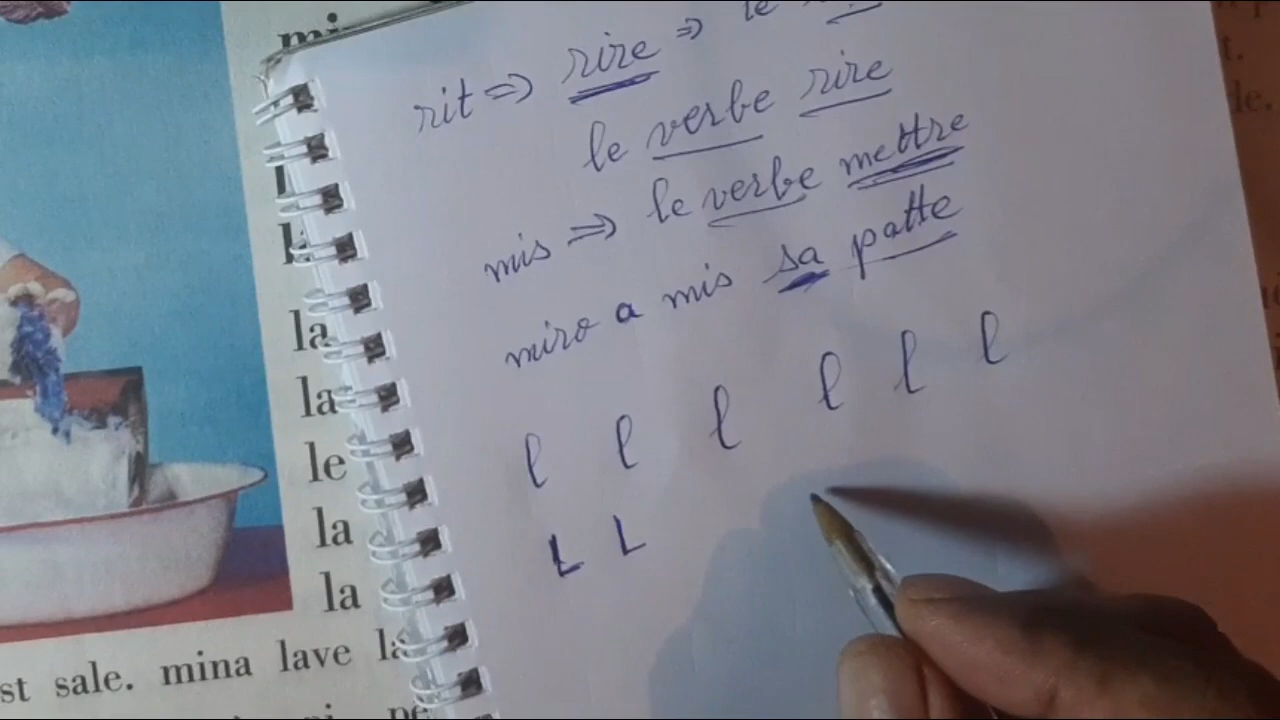 rit => rire => le
le verbe rire
mis => le verbe mettre
miro a mis sa patte
l l l l l l
L L
la
la
le
la
la
st sale. mina lave la